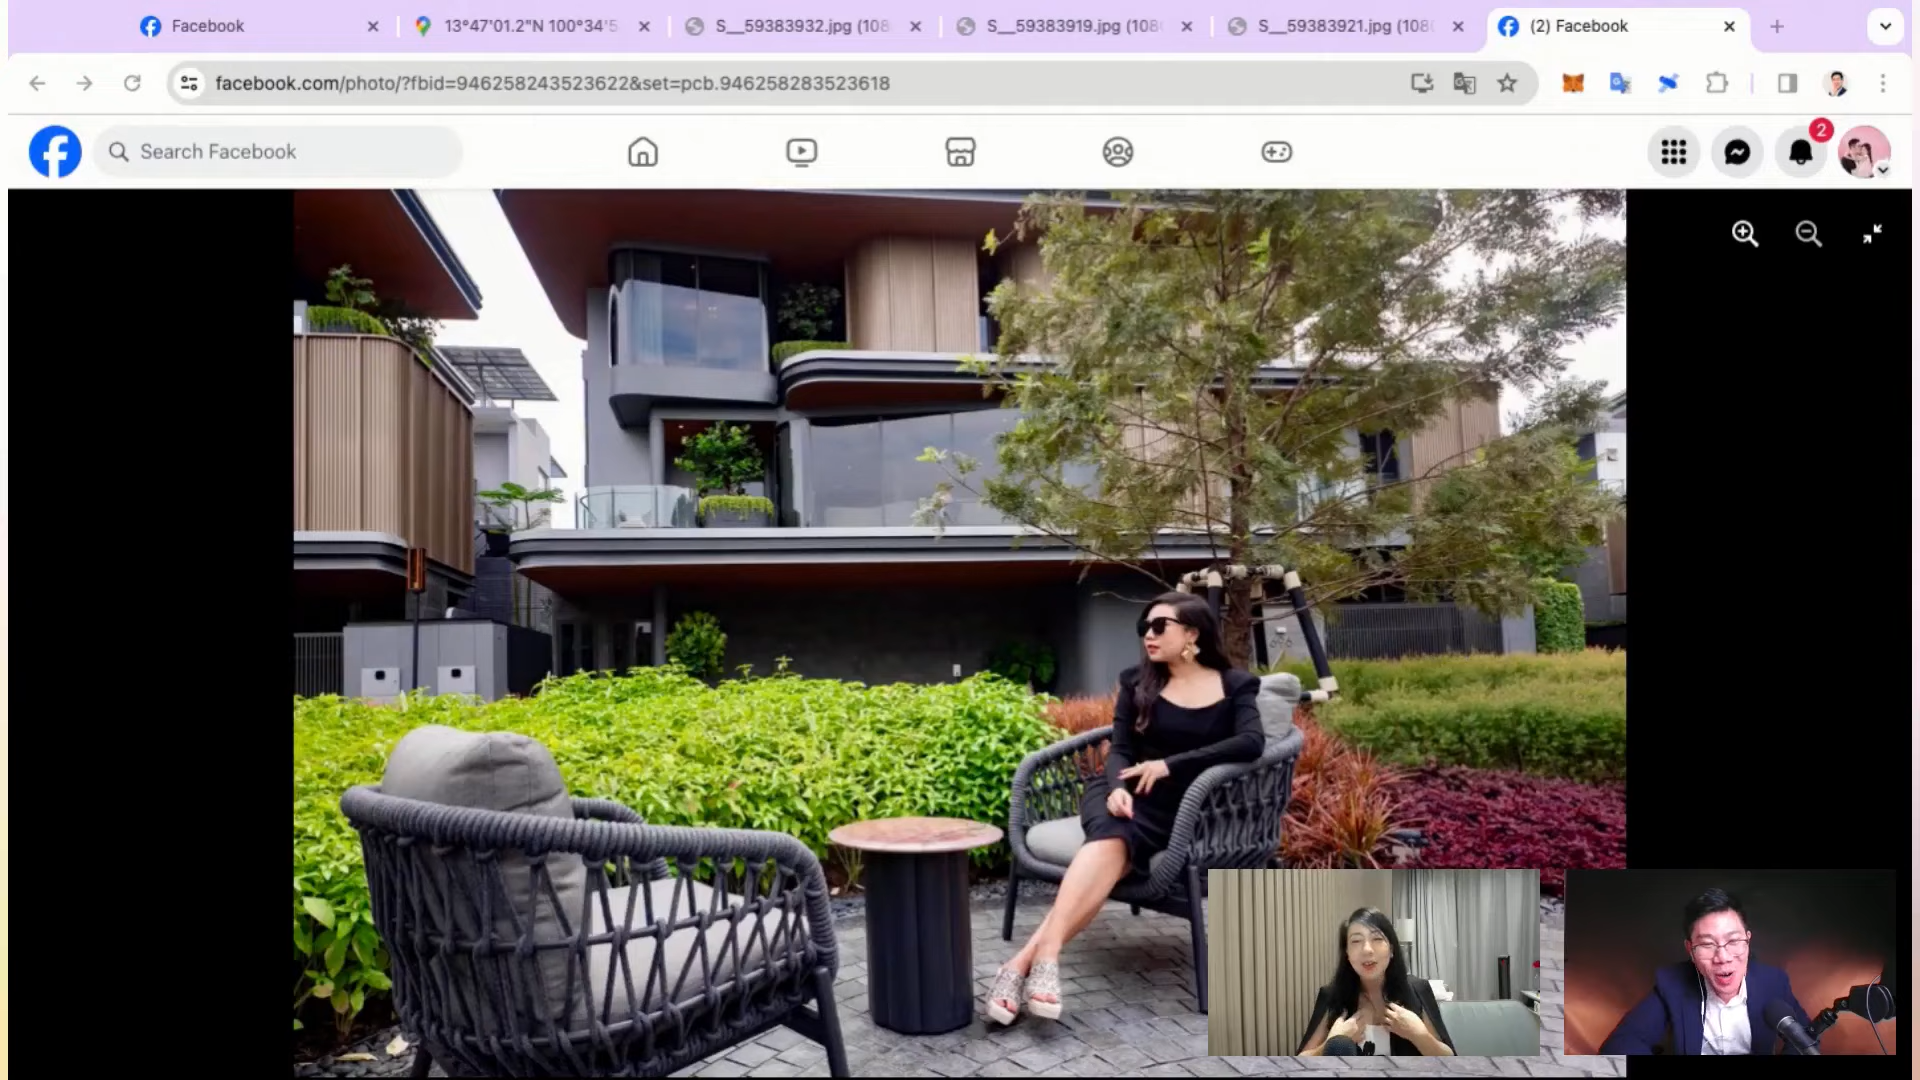 Facebook
13°47'01.2"N 100°34'5
S__59383932.jpg (108
S__59383919.jpg (108
S__59383921.jpg (108
(2) Facebook
facebook.com/photo/?fbid=946258243523622&set=pcb.946258283523618
Search Facebook
2